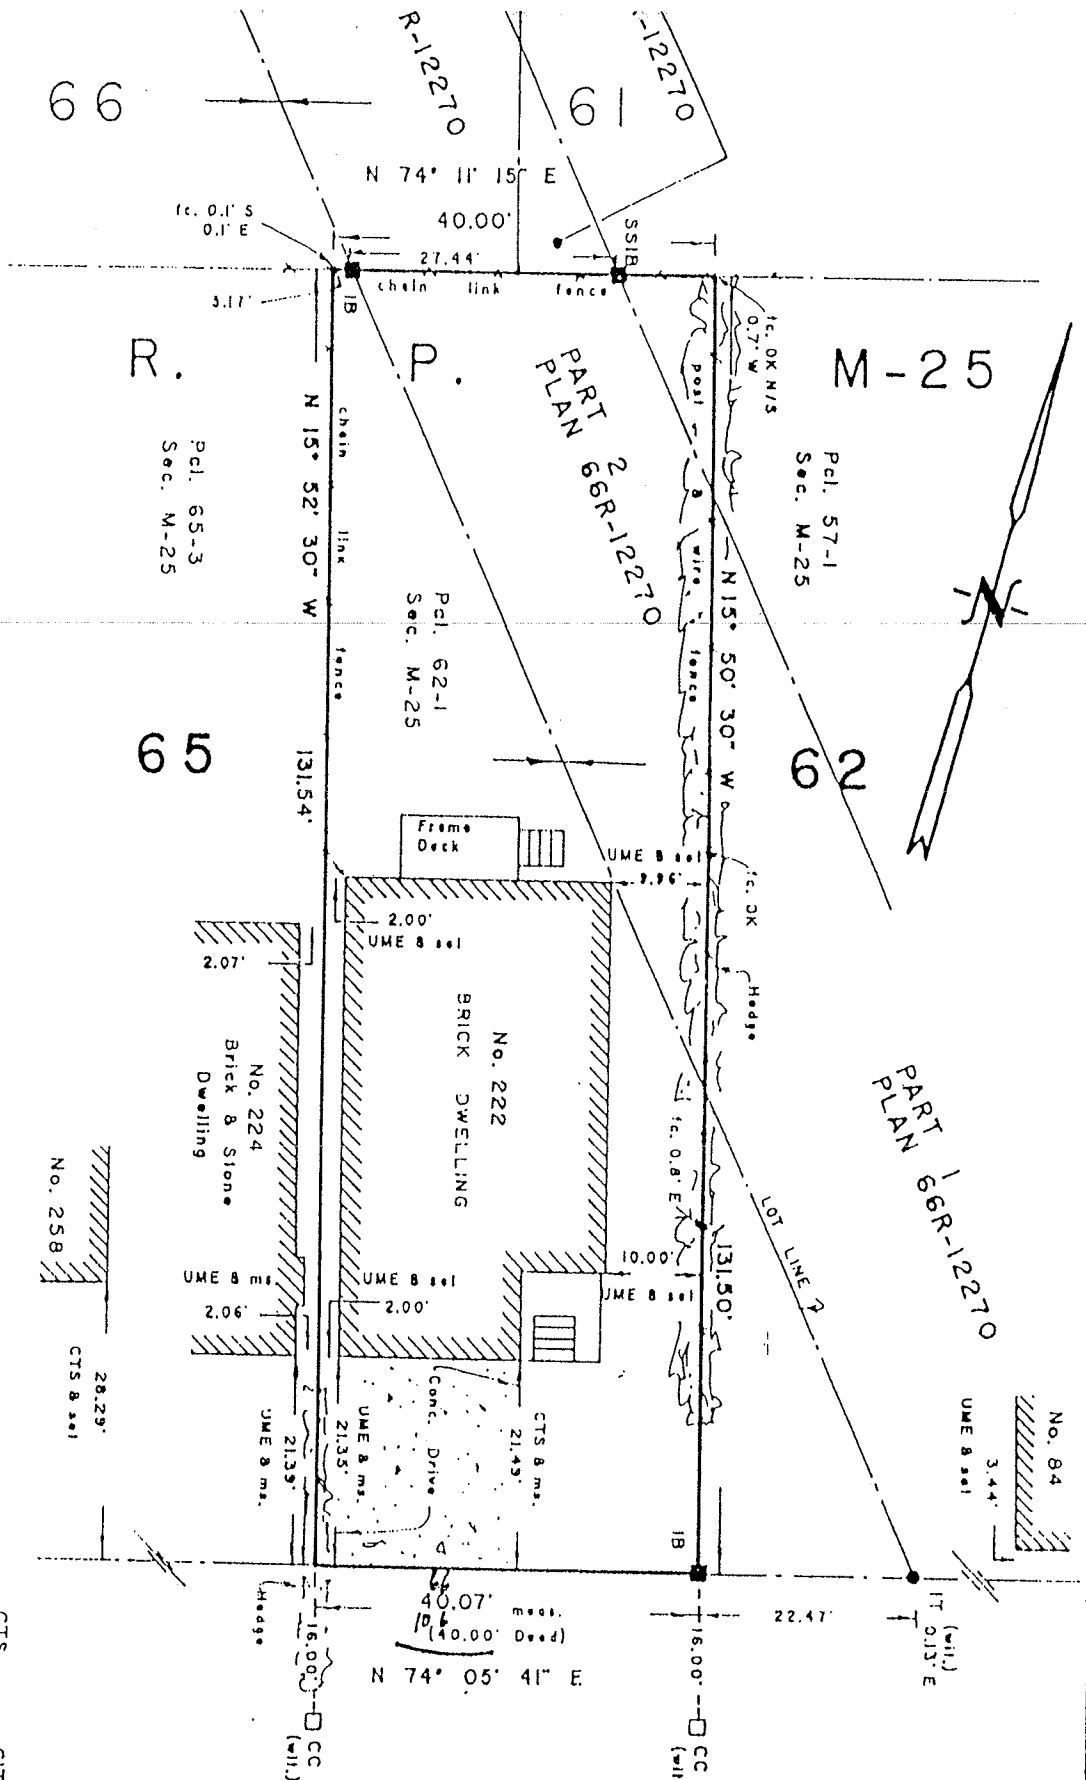 66
61
R-12270
-12270
N 74° 11' 15" E
40.00'
27.44'
fc. 0.1' S
0.1' E
SSIB
IB
chain link fence
3.17'
fc. OK N/S
0.7' W
R. P. M-25
PART 2
PLAN 66R-12270
Pcl. 57-1
Sec. M-25
Pcl. 65-3
Sec. M-25
Pcl. 62-1
Sec. M-25
N 15° 52' 30" W
chain link fence
131.54'
post & wire fence
N 15° 50' 30" W
65
62
Frame
Deck
UME & sel
9.96'
fc. OK
Hedge
2.00'
UME & sel
2.07'
No. 222
BRICK DWELLING
No. 224
Brick & Stone
Dwelling
No. 258
fc. 0.8' E
PART 1
PLAN 66R-12270
LOT LINE
131.50'
10.00'
UME & sel
UME & ms.
2.06'
UME & sel
2.00'
28.29'
CTS & sel
Conc. Drive
21.39'
UME & ms.
21.35'
UME & ms.
CTS & ms.
21.49'
No. 84
UME & sel
3.44'
IB
IT
(wit.)
0.13' E
22.47'
40.07' meas.
(40.00' Deed)
N 74° 05' 41" E
Hedge
16.00'
16.00'
CC
(wit.)
CC
(wit
CTS